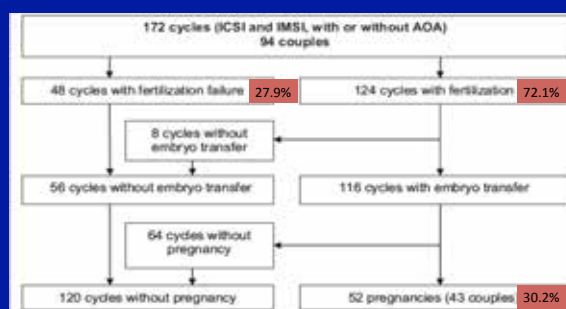 172 cycles (ICSI and IMSI, with or without AOA)
94 couples
48 cycles with fertilization failure 27.9%
124 cycles with fertilization 72.1%
8 cycles without
embryo transfer
56 cycles without embryo transfer
116 cycles with embryo transfer
64 cycles without
pregnancy
120 cycles without pregnancy
52 pregnancies (43 couples) 30.2%